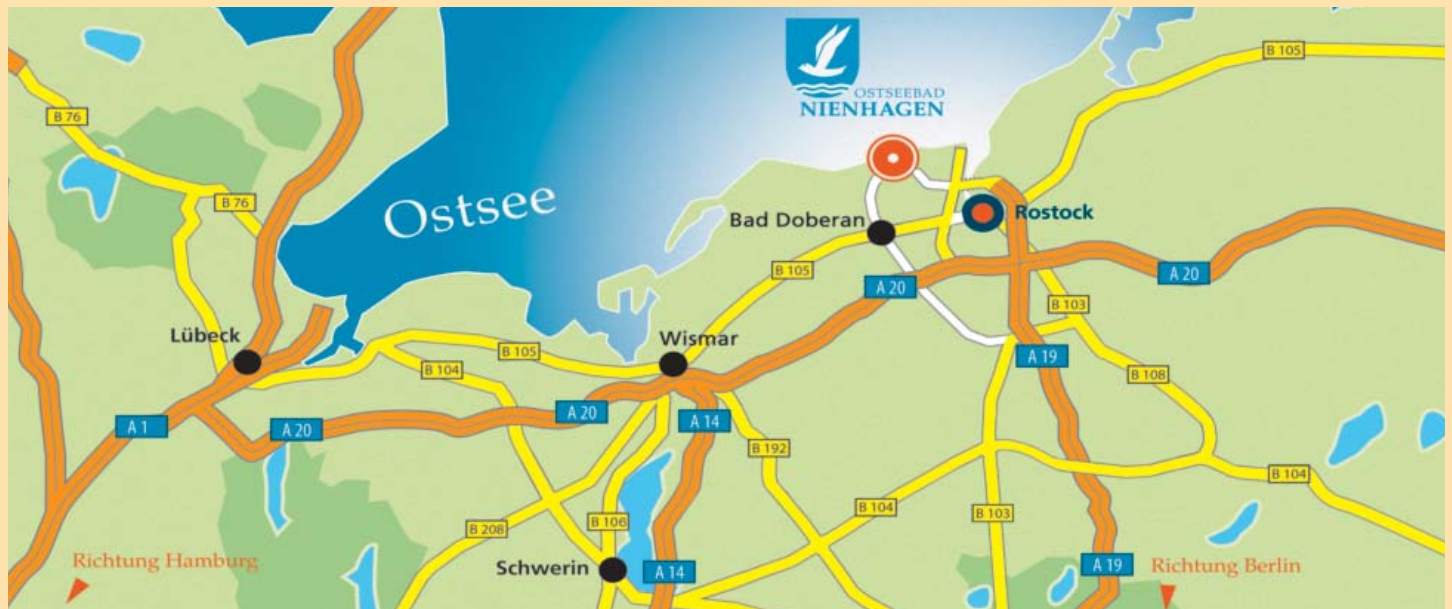 B 105
OSTSEEBAD
NIENHAGEN
B 76
B 76
Ostsee
Bad Doberan
Rostock
B 105
A 20
A 20
B 103
Lübeck
Wismar
B 105
B 104
A 19
B 108
A 1
A 20
A 20
A 14
B 192
B 104
B 104
B 208
B 106
B 103
Richtung Hamburg
Schwerin
A 14
A 19
Richtung Berlin